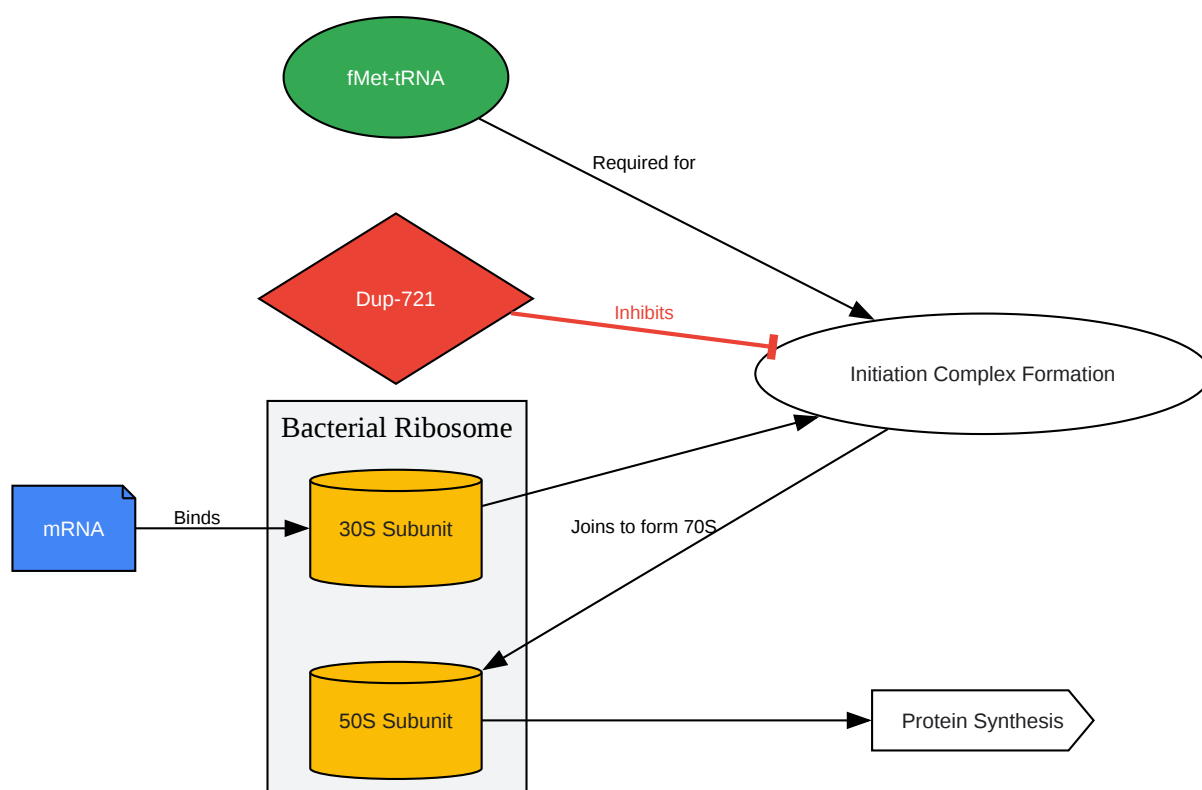 fMet-tRNA
Required for
Dup-721
Inhibits
Initiation Complex Formation
Bacterial Ribosome
mRNA
Binds
30S Subunit
Joins to form 70S
50S Subunit
Protein Synthesis